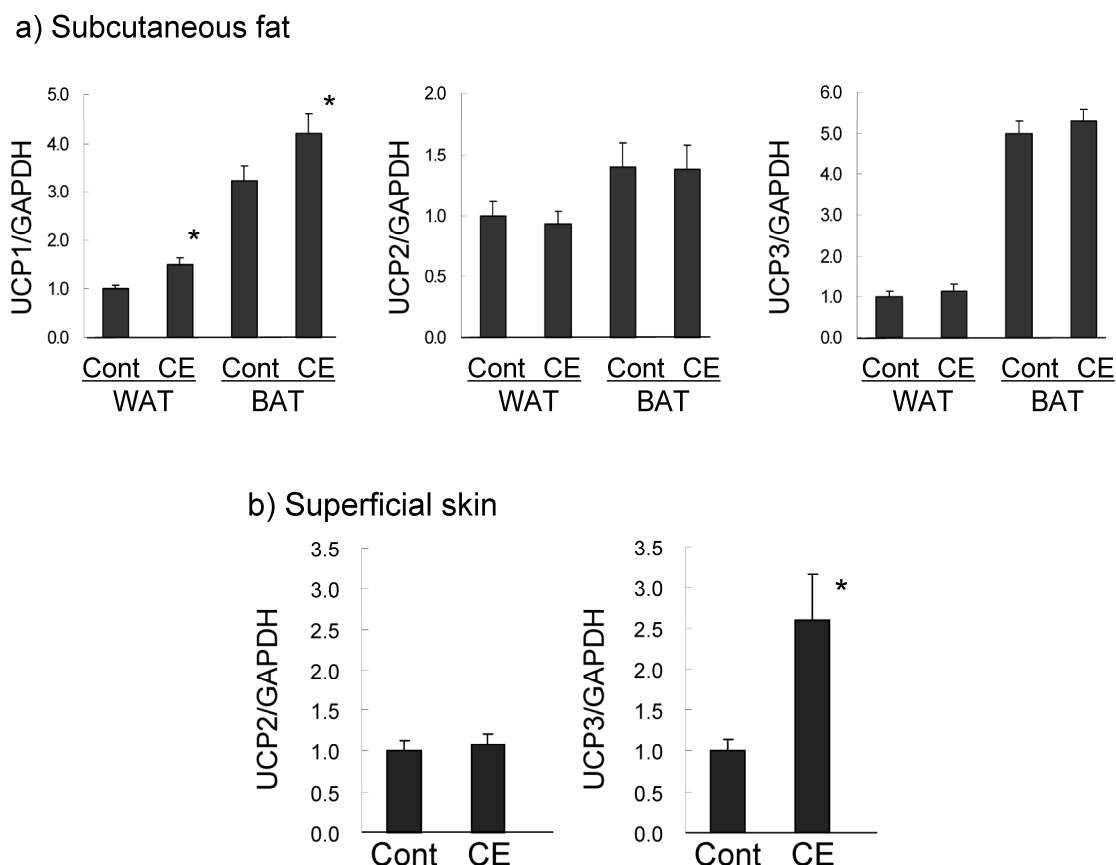 a) Subcutaneous fat
UCP1/GAPDH
5.0
4.0
3.0
2.0
1.0
0.0
*
*
Cont CE Cont CE
WAT BAT
UCP2/GAPDH
2.0
1.5
1.0
0.5
0.0
Cont CE Cont CE
WAT BAT
UCP3/GAPDH
6.0
5.0
4.0
3.0
2.0
1.0
0.0
Cont CE Cont CE
WAT BAT
b) Superficial skin
UCP2/GAPDH
3.5
3.0
2.5
2.0
1.5
1.0
0.5
0.0
Cont CE
UCP3/GAPDH
3.5
3.0
2.5
2.0
1.5
1.0
0.5
0.0
*
Cont CE